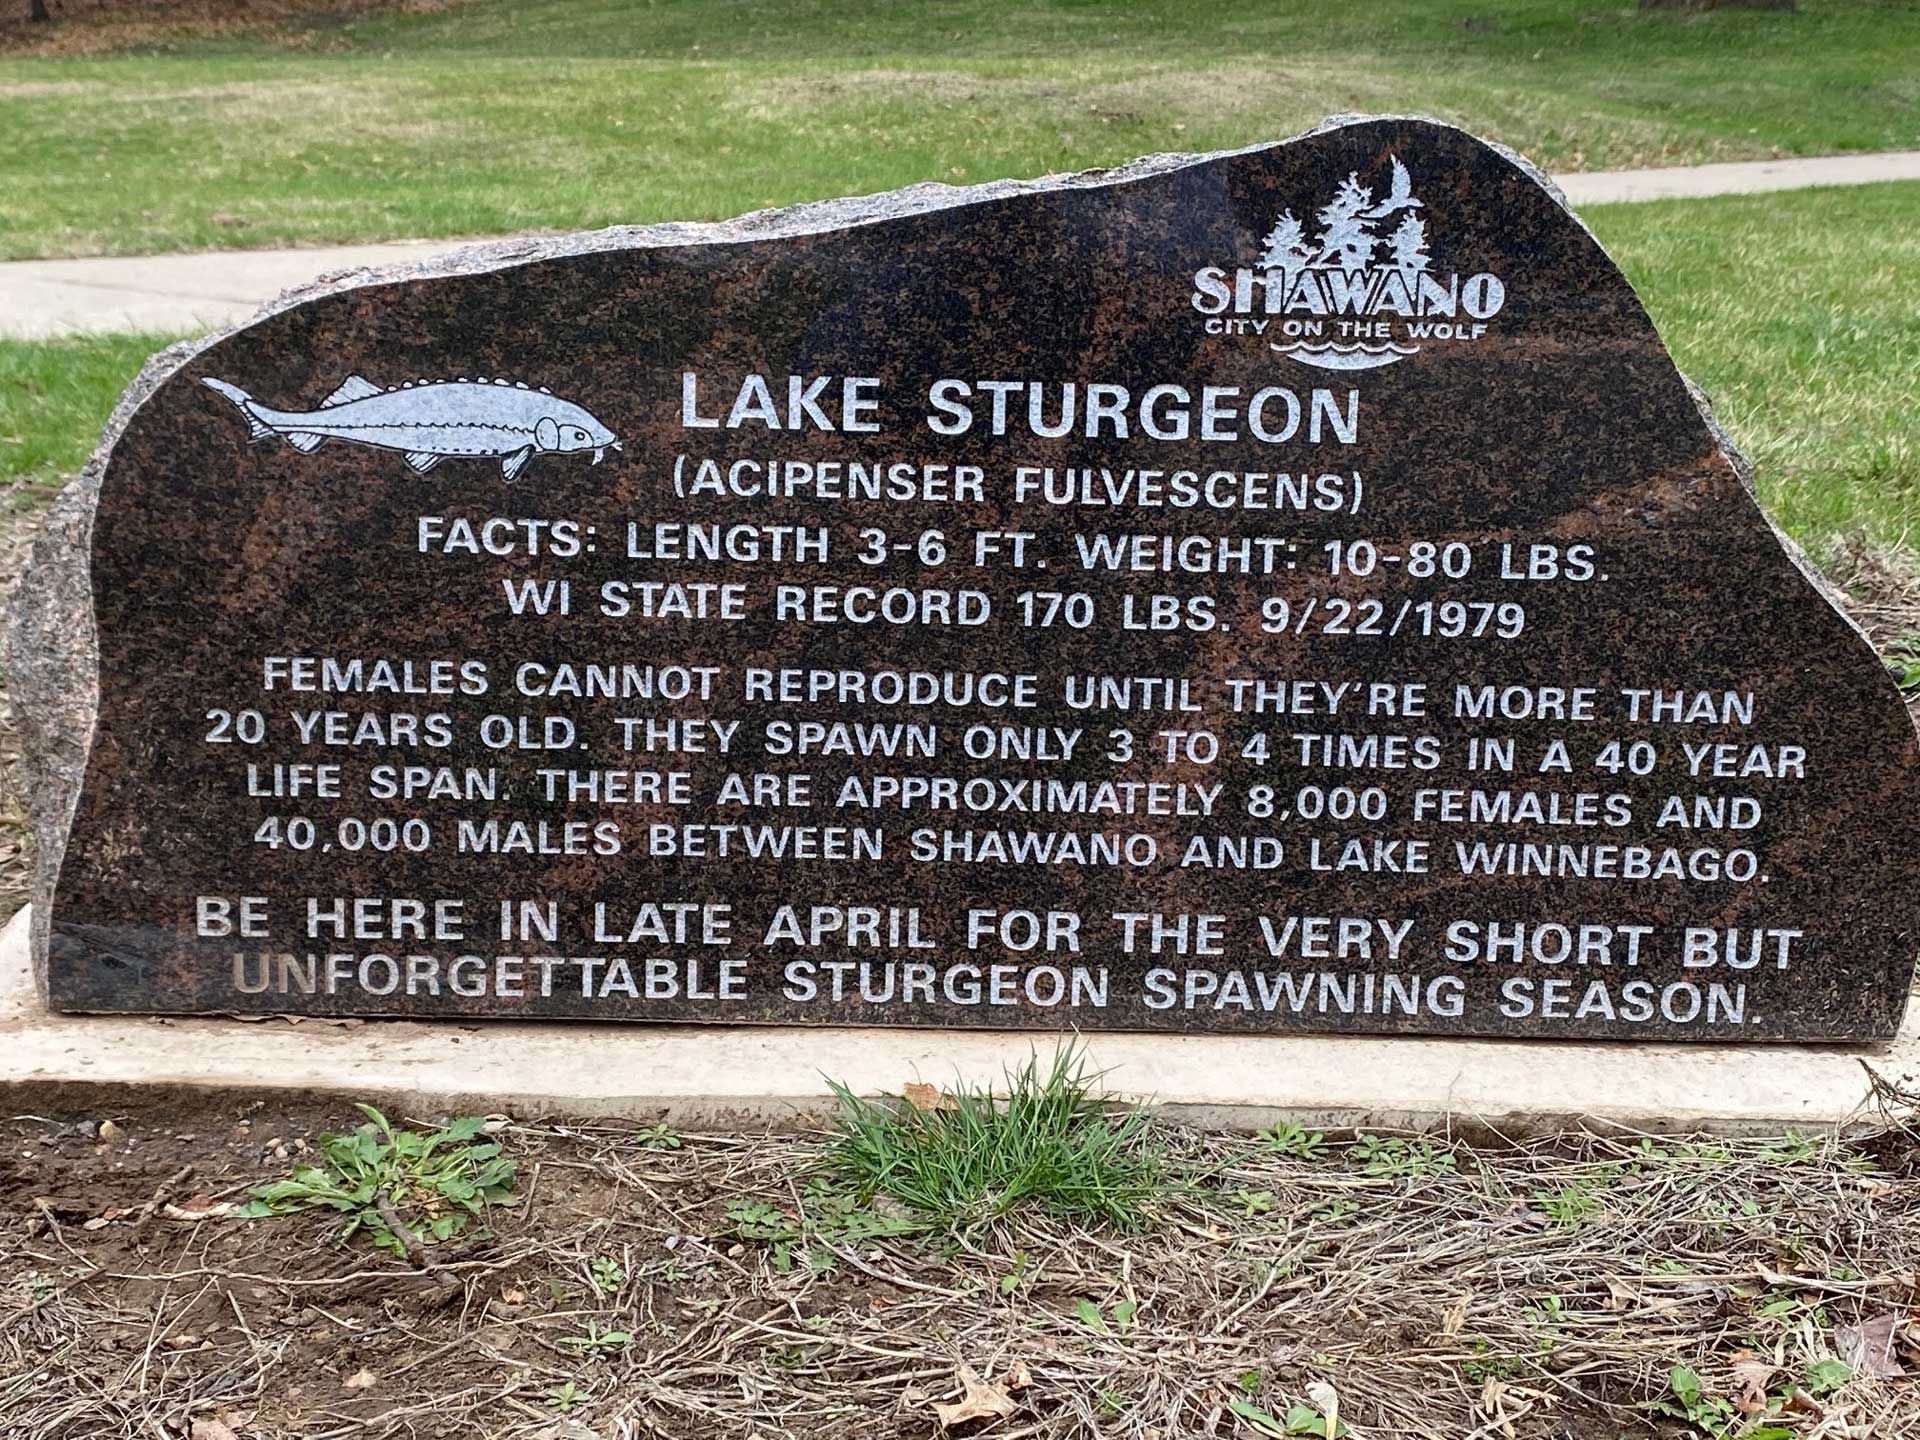 SHAWANO
CITY ON THE WOLF
LAKE STURGEON
(ACIPENSER FULVESCENS)
FACTS: LENGTH 3-6 FT. WEIGHT: 10-80 LBS.
WI STATE RECORD 170 LBS. 9/22/1979
FEMALES CANNOT REPRODUCE UNTIL THEY'RE MORE THAN
20 YEARS OLD. THEY SPAWN ONLY 3 TO 4 TIMES IN A 40 YEAR
LIFE SPAN. THERE ARE APPROXIMATELY 8,000 FEMALES AND
40,000 MALES BETWEEN SHAWANO AND LAKE WINNEBAGO.
BE HERE IN LATE APRIL FOR THE VERY SHORT BUT
UNFORGETTABLE STURGEON SPAWNING SEASON.